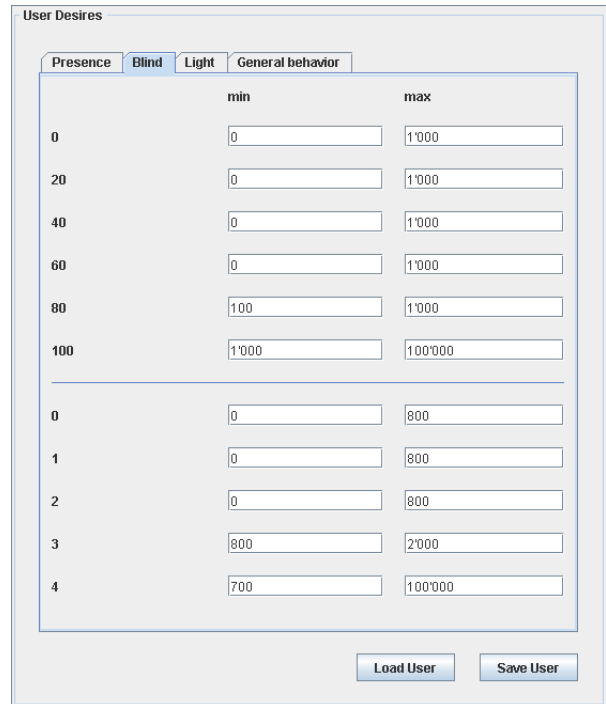 User Desires
Presence Blind Light General behavior
min max
0 0 1'000
20 0 1'000
40 0 1'000
60 0 1'000
80 100 1'000
100 1'000 100'000
0 0 800
1 0 800
2 0 800
3 800 2'000
4 700 100'000
Load User Save User